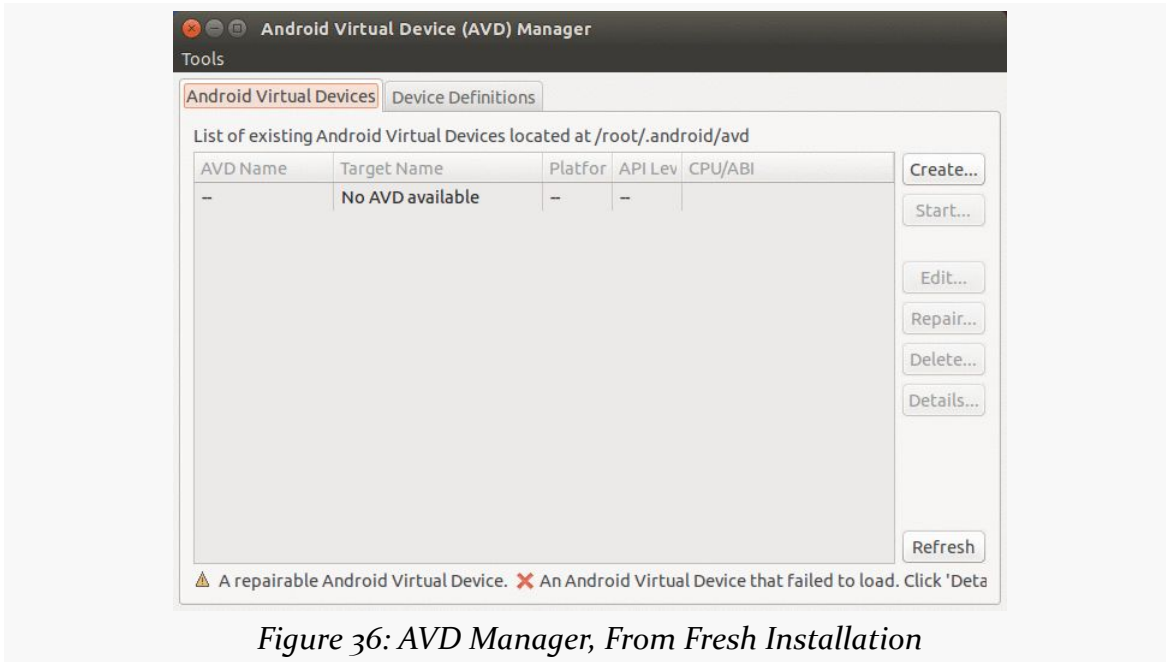 Android Virtual Device (AVD) Manager
Tools
Android Virtual Devices Device Definitions
List of existing Android Virtual Devices located at /root/.android/avd
AVD Name Target Name Platfor API Lev CPU/ABI
-- No AVD available -- --
Create...
Start...
Edit...
Repair...
Delete...
Details...
Refresh
A repairable Android Virtual Device. An Android Virtual Device that failed to load. Click 'Deta
Figure 36: AVD Manager, From Fresh Installation